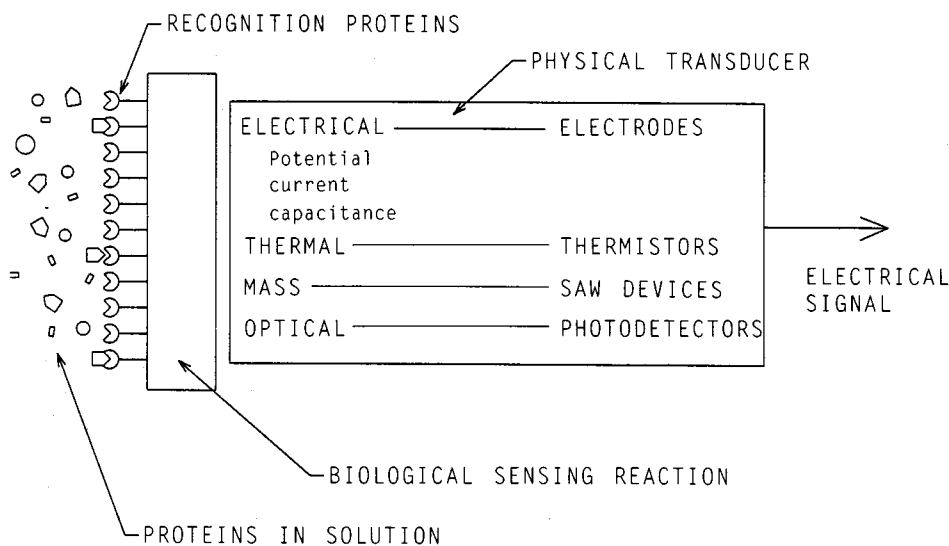 RECOGNITION PROTEINS
PHYSICAL TRANSDUCER
ELECTRICAL ELECTRODES
Potential
current
capacitance
THERMAL THERMISTORS
MASS SAW DEVICES
OPTICAL PHOTODETECTORS
ELECTRICAL
SIGNAL
BIOLOGICAL SENSING REACTION
PROTEINS IN SOLUTION